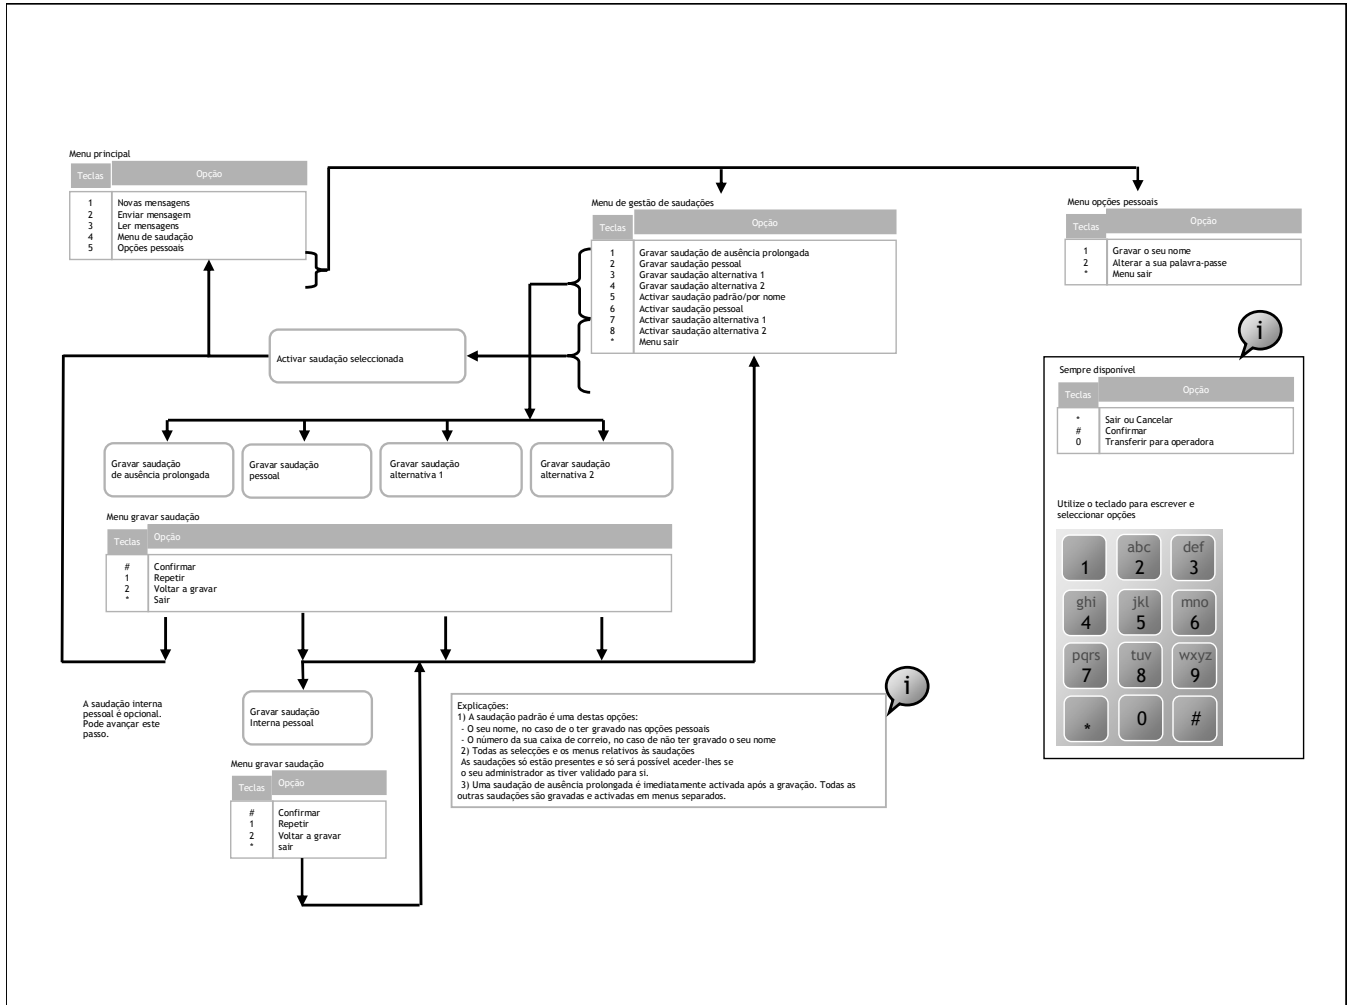 Menu principal
Teclas Opção
1 Novas mensagens
2 Enviar mensagem
3 Ler mensagens
4 Menu de saudação
5 Opções pessoais
Menu de gestão de saudações
Teclas Opção
1 Gravar saudação de ausência prolongada
2 Gravar saudação pessoal
3 Gravar saudação alternativa 1
4 Gravar saudação alternativa 2
5 Activar saudação padrão/por nome
6 Activar saudação pessoal
7 Activar saudação alternativa 1
8 Activar saudação alternativa 2
* Menu sair
Menu opções pessoais
Teclas Opção
1 Gravar o seu nome
2 Alterar a sua palavra-passe
* Menu sair
Activar saudação seleccionada
Gravar saudação
de ausência prolongada
Gravar saudação
pessoal
Gravar saudação
alternativa 1
Gravar saudação
alternativa 2
Menu gravar saudação
Teclas Opção
# Confirmar
1 Repetir
2 Voltar a gravar
* Sair
A saudação interna
pessoal é opcional.
Pode avançar este
passo.
Gravar saudação
Interna pessoal
Menu gravar saudação
Teclas Opção
# Confirmar
1 Repetir
2 Voltar a gravar
* sair
i
Explicações:
1) A saudação padrão é uma destas opções:
- O seu nome, no caso de o ter gravado nas opções pessoais
- O número da sua caixa de correio, no caso de não ter gravado o seu nome
2) Todas as selecções e os menus relativos às saudações
As saudações só estão presentes e só será possível aceder-lhes se
o seu administrador as tiver validado para si.
3) Uma saudação de ausência prolongada é imediatamente activada após a gravação. Todas as
outras saudações são gravadas e activadas em menus separados.
i
Sempre disponível
Teclas Opção
* Sair ou Cancelar
# Confirmar
0 Transferir para operadora
Utilize o teclado para escrever e
seleccionar opções
abc def
1 2 3
ghi jkl mno
4 5 6
pqrs tuv wxyz
7 8 9
* 0 #